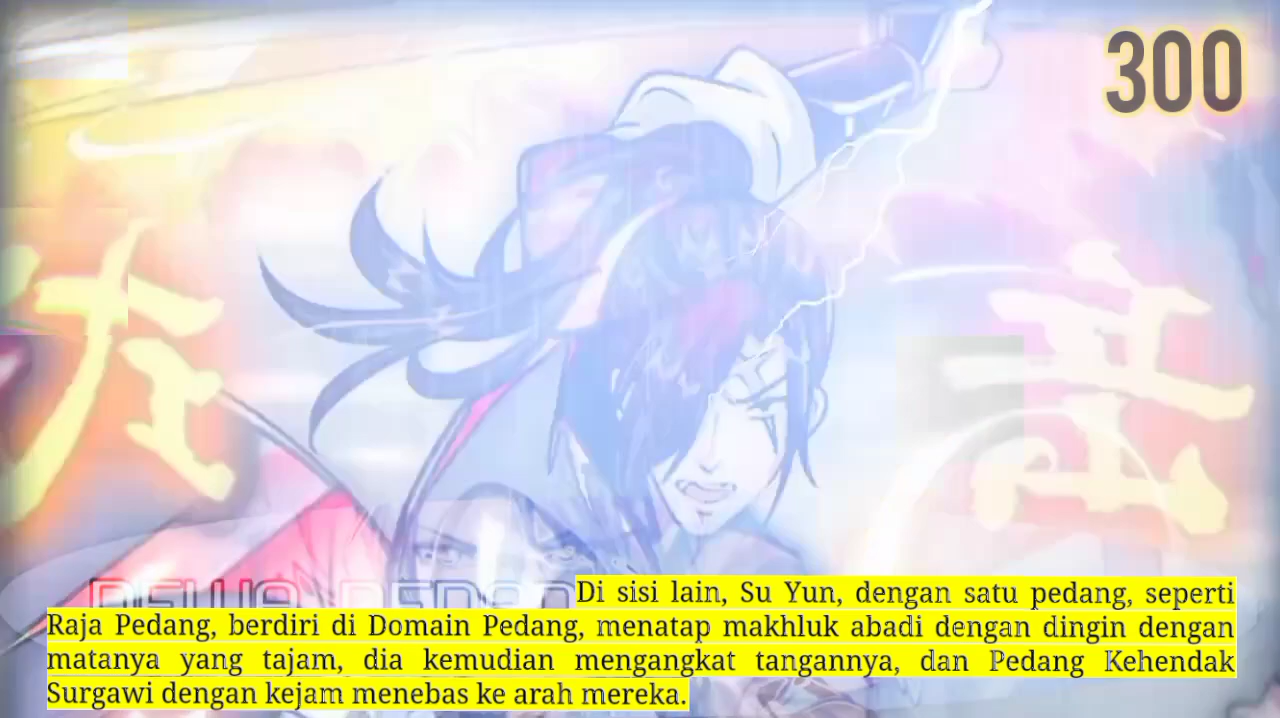 300
DEWA PEDANG
Di sisi lain, Su Yun, dengan satu pedang, seperti
Raja Pedang, berdiri di Domain Pedang, menatap makhluk abadi dengan dingin dengan
matanya yang tajam, dia kemudian mengangkat tangannya, dan Pedang Kehendak
Surgawi dengan kejam menebas ke arah mereka.